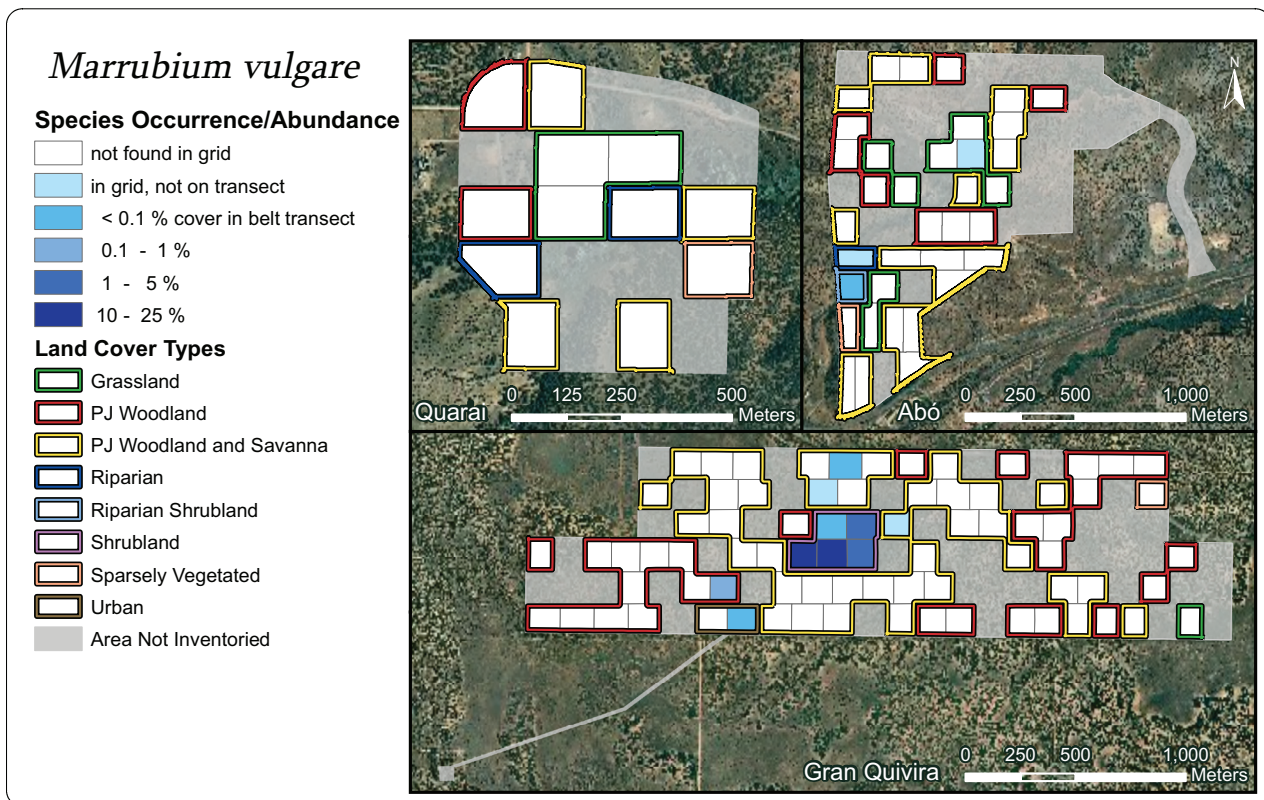 Marrubium vulgare
Species Occurrence/Abundance
not found in grid
in grid, not on transect
< 0.1 % cover in belt transect
0.1 - 1 %
1 - 5 %
10 - 25 %
Land Cover Types
Grassland
PJ Woodland
PJ Woodland and Savanna
Riparian
Riparian Shrubland
Shrubland
Sparsely Vegetated
Urban
Area Not Inventoried
Quarai
0 125 250 500
Meters
N
Abó
0 250 500 1,000
Meters
Gran Quivira
0 250 500 1,000
Meters